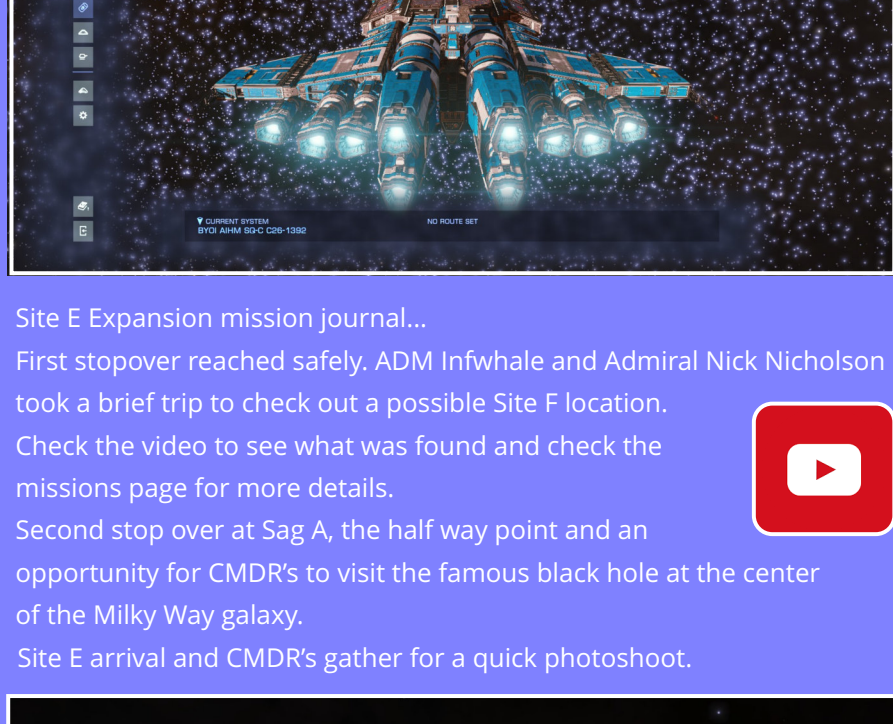 CURRENT SYSTEM
BYOI AIHM SG-C C26-1392
NO ROUTE SET
Site E Expansion mission journal...
First stopover reached safely. ADM Infwhale and Admiral Nick Nicholson
took a brief trip to check out a possible Site F location.
Check the video to see what was found and check the
missions page for more details.
Second stop over at Sag A, the half way point and an
opportunity for CMDR's to visit the famous black hole at the center
of the Milky Way galaxy.
Site E arrival and CMDR's gather for a quick photoshoot.